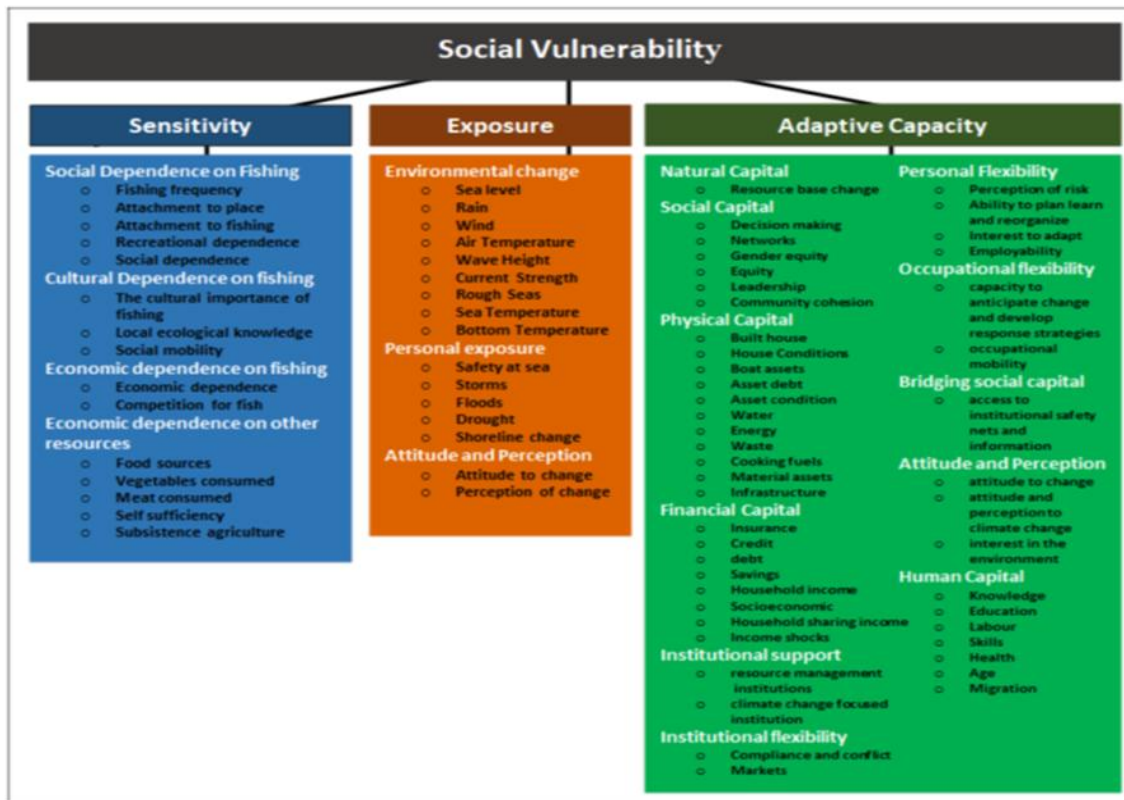 Social Vulnerability
Sensitivity
Social Dependence on Fishing
o Fishing frequency
o Attachment to place
o Attachment to fishing
o Recreational dependence
o Social dependence
Cultural Dependence on fishing
o The cultural importance of
fishing
o Local ecological knowledge
o Social mobility
Economic dependence on fishing
o Economic dependence
o Competition for fish
Economic dependence on other
resources
o Food sources
o Vegetables consumed
o Meat consumed
o Self sufficiency
o Subsistence agriculture
Exposure
Environmental change
o Sea level
o Rain
o Wind
o Air Temperature
o Wave Height
o Current Strength
o Rough Seas
o Sea Temperature
o Bottom Temperature
Personal exposure
o Safety at sea
o Storms
o Floods
o Drought
o Shoreline change
Attitude and Perception
o Attitude to change
o Perception of change
Adaptive Capacity
Natural Capital
o Resource base change
Social Capital
o Decision making
o Networks
o Gender equity
o Equity
o Leadership
o Community cohesion
Physical Capital
o Built house
o House Conditions
o Boat assets
o Asset debt
o Asset condition
o Water
o Energy
o Waste
o Cooking fuels
o Material assets
o Infrastructure
Financial Capital
o Insurance
o Credit
o debt
o Savings
o Household income
o Socioeconomic
o Household sharing income
o Income shocks
Institutional support
o resource management
institutions
o climate change focused
institution
Institutional flexibility
o Compliance and conflict
o Markets
Personal Flexibility
o Perception of risk
o Ability to plan learn
and reorganize
o Interest to adapt
o Employability
Occupational flexibility
o capacity to
anticipate change
and develop
response strategies
o occupational
mobility
Bridging social capital
o access to
institutional safety
nets and
information
Attitude and Perception
o attitude to change
o attitude and
perception to
climate change
o interest in the
environment
Human Capital
o Knowledge
o Education
o Labour
o Skills
o Health
o Age
o Migration